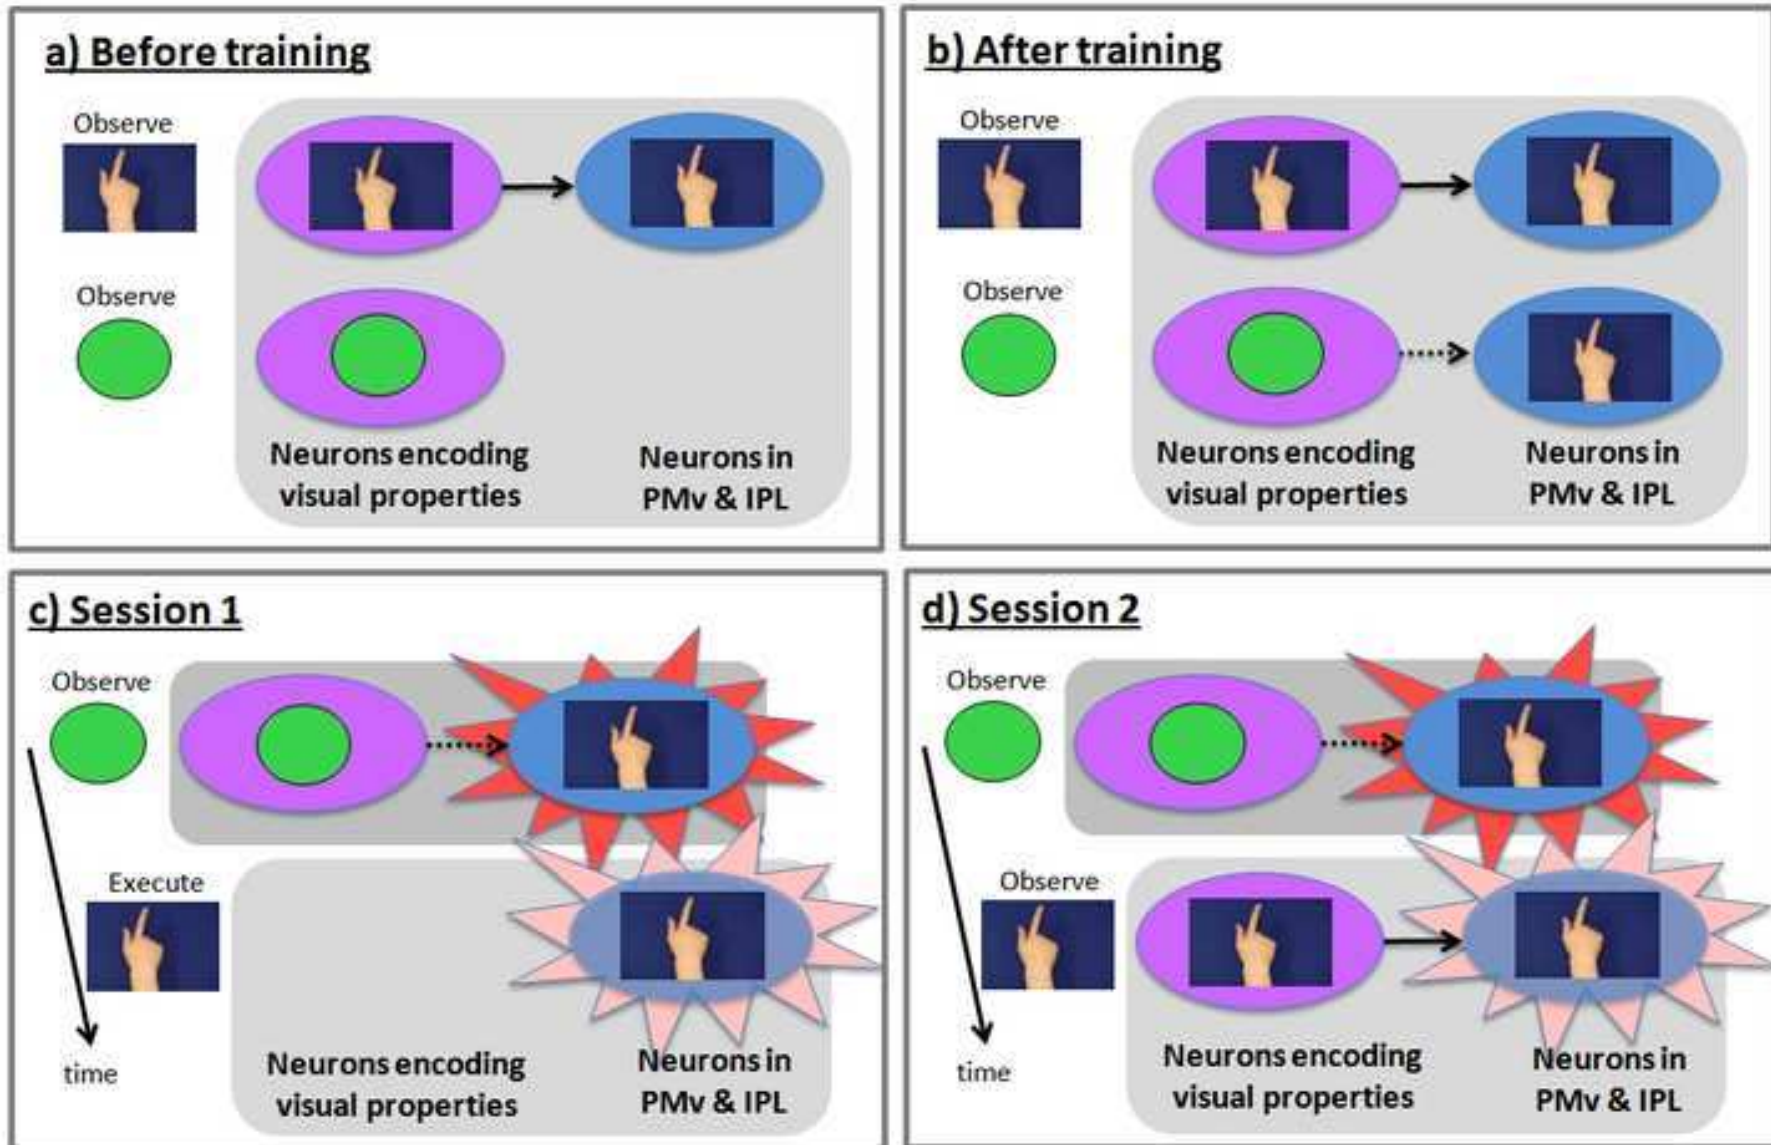 a) Before training
Observe
Observe
Neurons encoding
visual properties
Neurons in
PMv & IPL
b) After training
Observe
Observe
Neurons encoding
visual properties
Neurons in
PMv & IPL
c) Session 1
Observe
Execute
time
Neurons encoding
visual properties
Neurons in
PMv & IPL
d) Session 2
Observe
Observe
time
Neurons encoding
visual properties
Neurons in
PMv & IPL